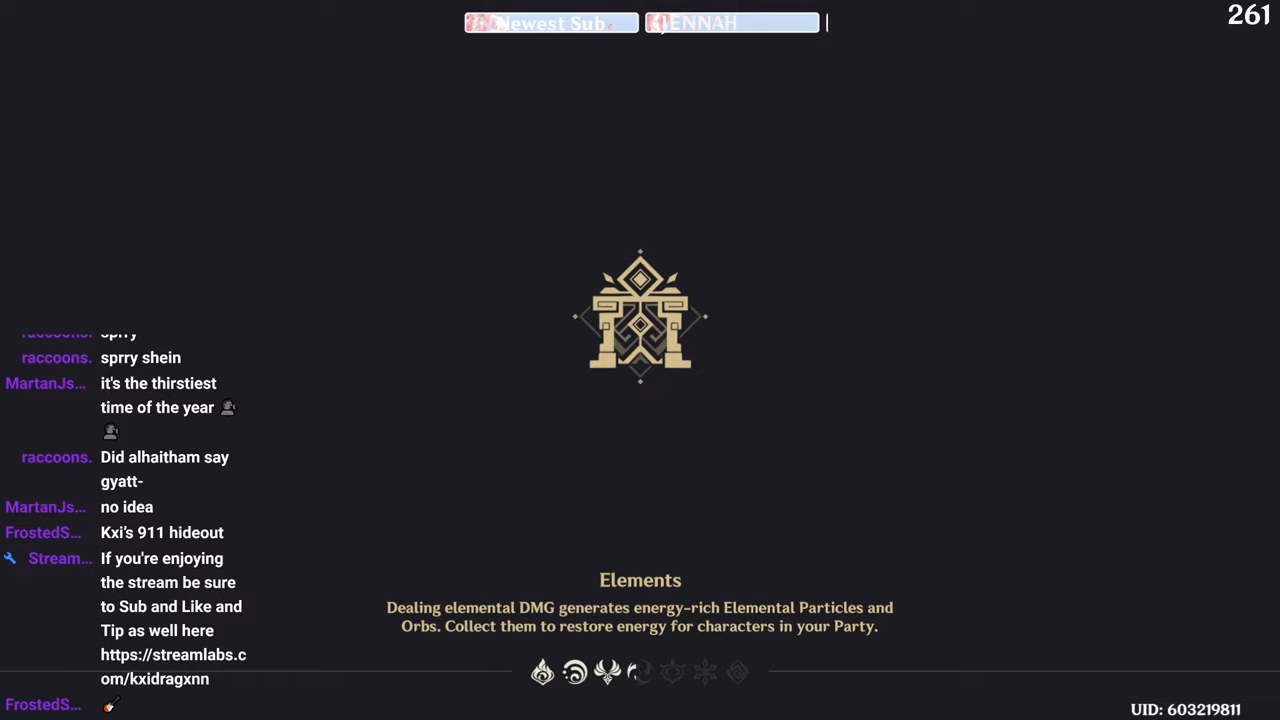 Newest Sub
ENNAH
261
raccoons. sprry
raccoons. sprry shein
MartanJs... it's the thirstiest
time of the year
raccoons. Did alhaitham say
gyatt-
MartanJs... no idea
FrostedS... Kxi's 911 hideout
Stream... If you're enjoying
the stream be sure
to Sub and Like and
Tip as well here
https://streamlabs.c
om/kxidragxnn
FrostedS...
Elements
Dealing elemental DMG generates energy-rich Elemental Particles and
Orbs. Collect them to restore energy for characters in your Party.
UID: 603219811